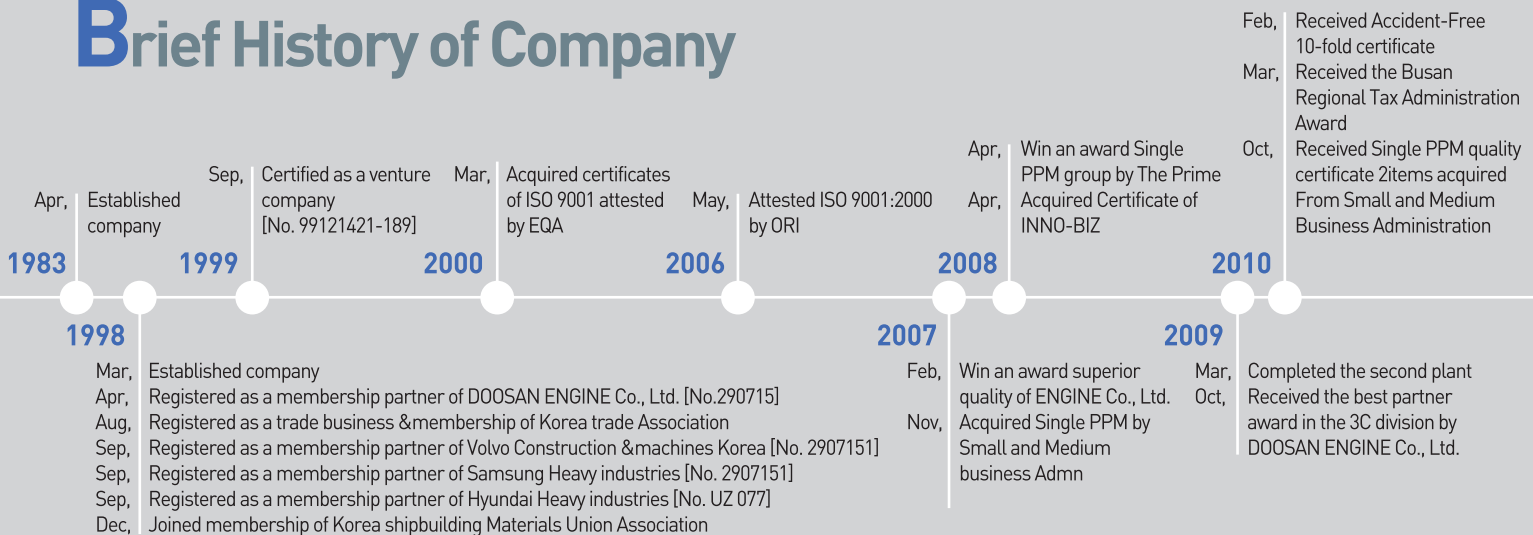 Brief History of Company
1983
Apr, Established
company
1998
Mar, Established company
Apr, Registered as a membership partner of DOOSAN ENGINE Co., Ltd. [No.290715]
Aug, Registered as a trade business &membership of Korea trade Association
Sep, Registered as a membership partner of Volvo Construction &machines Korea [No. 2907151]
Sep, Registered as a membership partner of Samsung Heavy industries [No. 2907151]
Sep, Registered as a membership partner of Hyundai Heavy industries [No. UZ 077]
Dec, Joined membership of Korea shipbuilding Materials Union Association
1999
Sep, Certified as a venture
company
[No. 99121421-189]
2000
Mar, Acquired certificates
of ISO 9001 attested
by EQA
2006
May, Attested ISO 9001:2000
by ORI
2007
Feb, Win an award superior
quality of ENGINE Co., Ltd.
Nov, Acquired Single PPM by
Small and Medium
business Admn
2008
Apr, Win an award Single
PPM group by The Prime
Apr, Acquired Certificate of
INNO-BIZ
2009
Mar, Completed the second plant
Oct, Received the best partner
award in the 3C division by
DOOSAN ENGINE Co., Ltd.
2010
Feb, Received Accident-Free
10-fold certificate
Mar, Received the Busan
Regional Tax Administration
Award
Oct, Received Single PPM quality
certificate 2items acquired
From Small and Medium
Business Administration